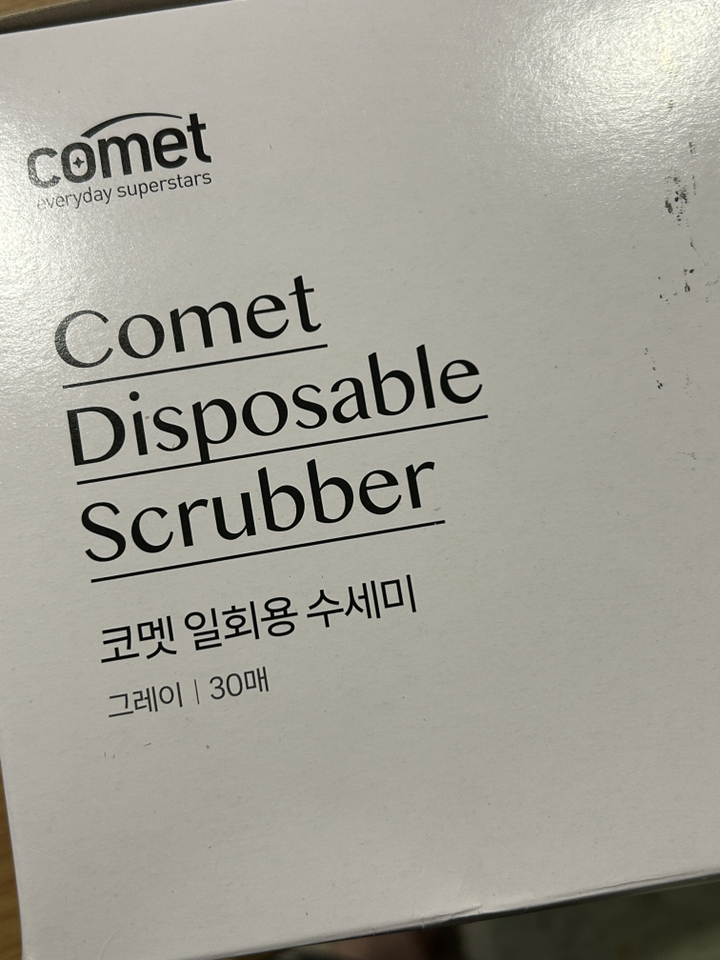 comet
everyday superstars
Comet
Disposable
Scrubber
코멧 일회용 수세미
그레이 | 30매